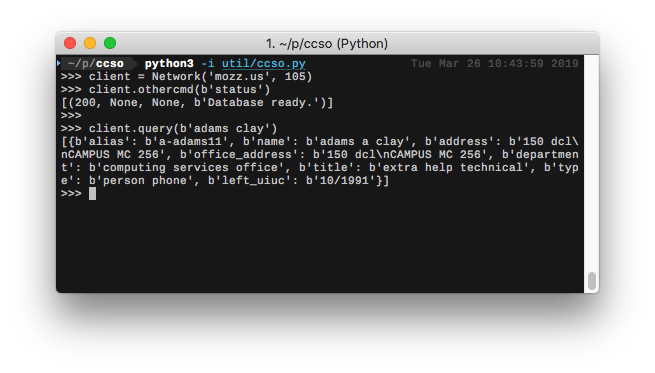 1. ~/p/ccso (Python)
~/p/ccso python3 -i util/ccso.py Tue Mar 26 10:43:59 2019
>>> client = Network('mozz.us', 105)
>>> client.othercmd(b'status')
[(200, None, None, b'Database ready.')]
>>>
>>> client.query(b'adams clay')
[{b'alias': b'a-adams11', b'name': b'adams a clay', b'address': b'150 dcl\
nCAMPUS MC 256', b'office_address': b'150 dcl\nCAMPUS MC 256', b'departmen
t': b'computing services office', b'title': b'extra help technical', b'typ
e': b'person phone', b'left_uiuc': b'10/1991'}]
>>>